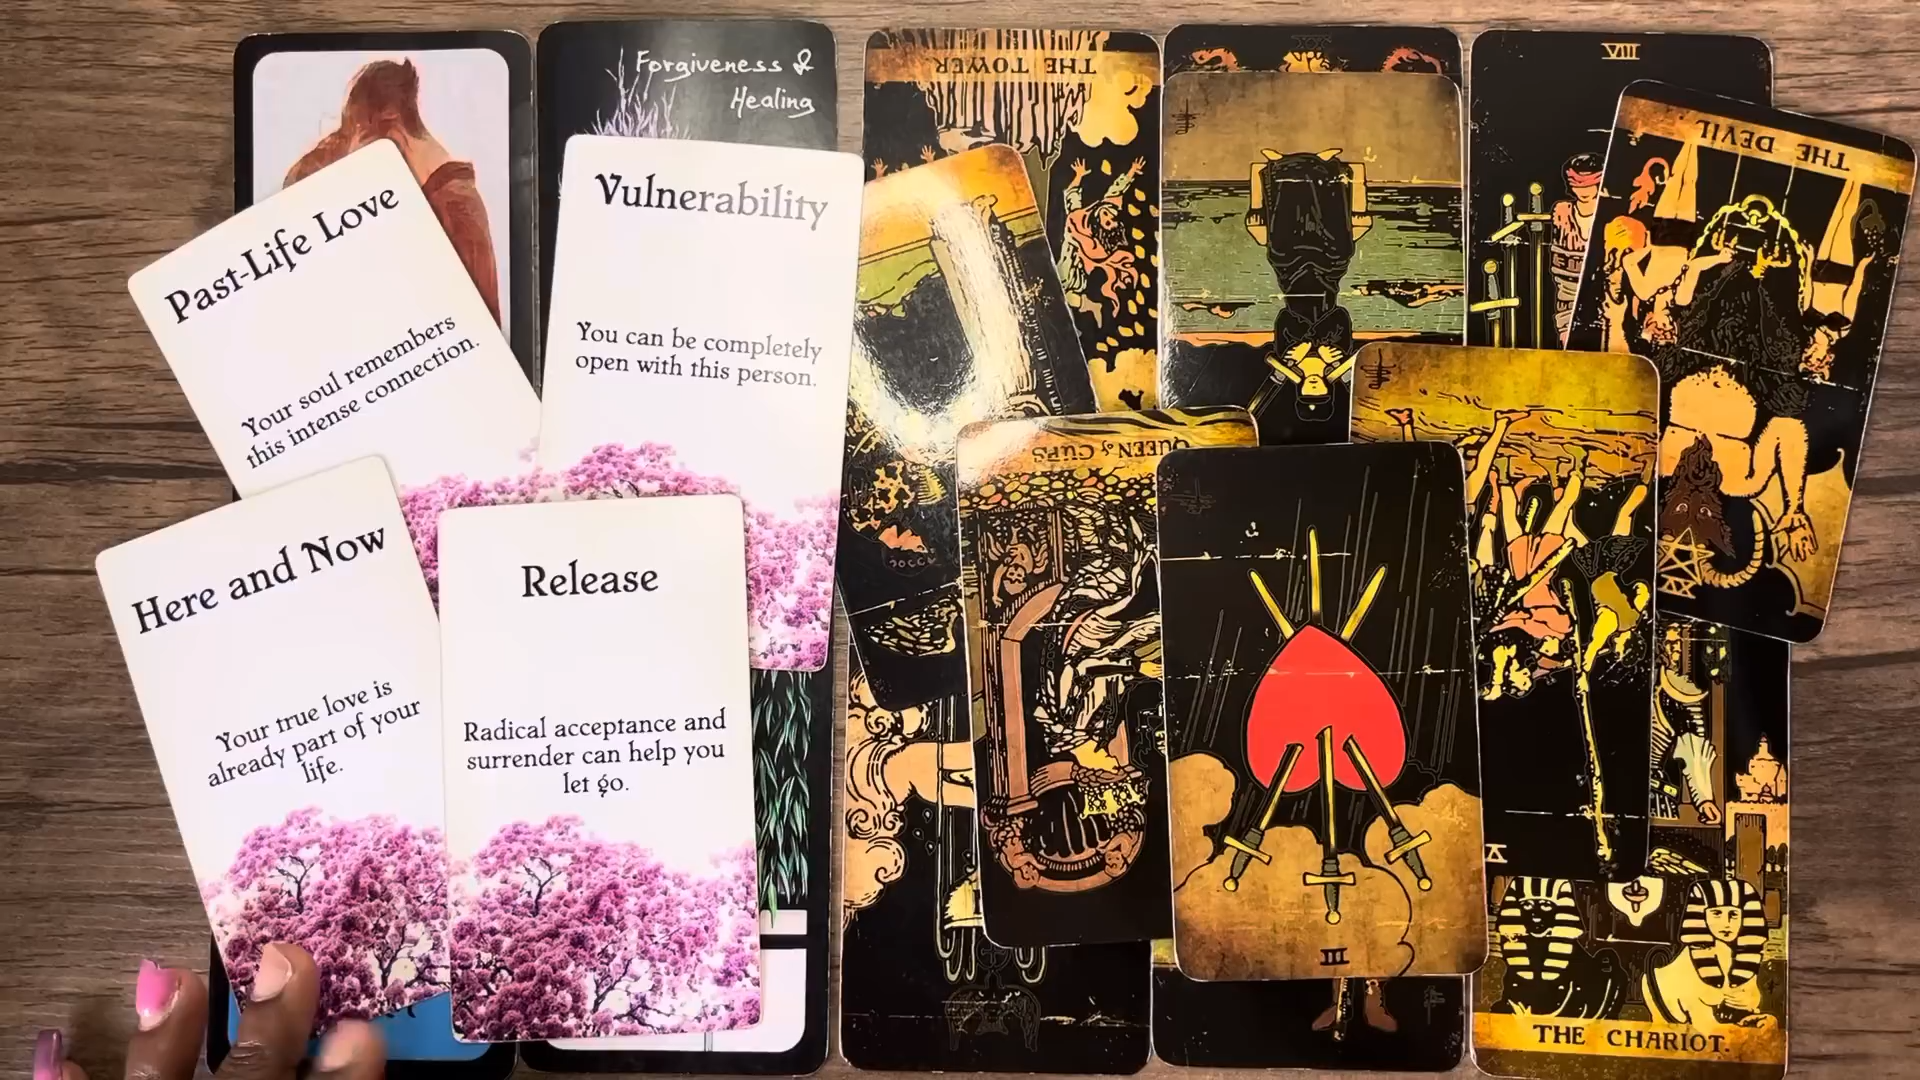 Forgiveness &
Healing
Past-Life Love
Your soul remembers
this intense connection.
Vulnerability
You can be completely
open with this person.
Here and Now
Your true love is
already part of your
life.
Release
Radical acceptance and
surrender can help you
let go.
THE TOWER.
VIII
THE DEVIL.
QUEEN of CUPS
III
THE CHARIOT.